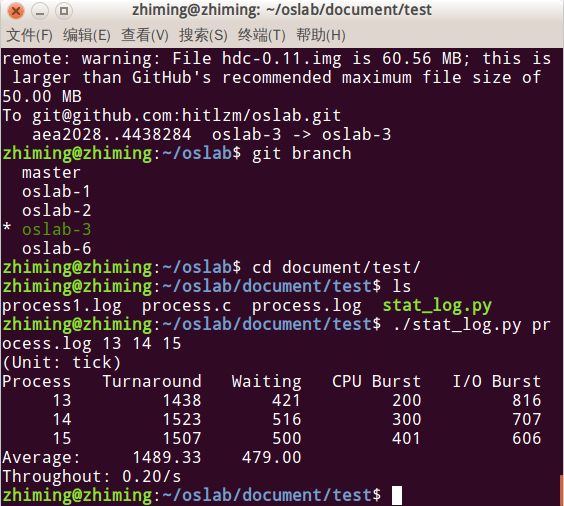 zhiming@zhiming: ~/oslab/document/test
文件(F) 编辑(E) 查看(V) 搜索(S) 终端(T) 帮助(H)
remote: warning: File hdc-0.11.img is 60.56 MB; this is
 larger than GitHub's recommended maximum file size of
50.00 MB
To git@github.com:hitlzm/oslab.git
   aea2028..4438284  oslab-3 -> oslab-3
zhiming@zhiming:~/oslab$ git branch
  master
  oslab-1
  oslab-2
* oslab-3
  oslab-6
zhiming@zhiming:~/oslab$ cd document/test/
zhiming@zhiming:~/oslab/document/test$ ls
process1.log  process.c  process.log  stat_log.py
zhiming@zhiming:~/oslab/document/test$ ./stat_log.py pr
ocess.log 13 14 15
(Unit: tick)
Process   Turnaround   Waiting   CPU Burst   I/O Burst
     13         1438       421         200         816
     14         1523       516         300         707
     15         1507       500         401         606
Average:     1489.33    479.00
Throughout: 0.20/s
zhiming@zhiming:~/oslab/document/test$